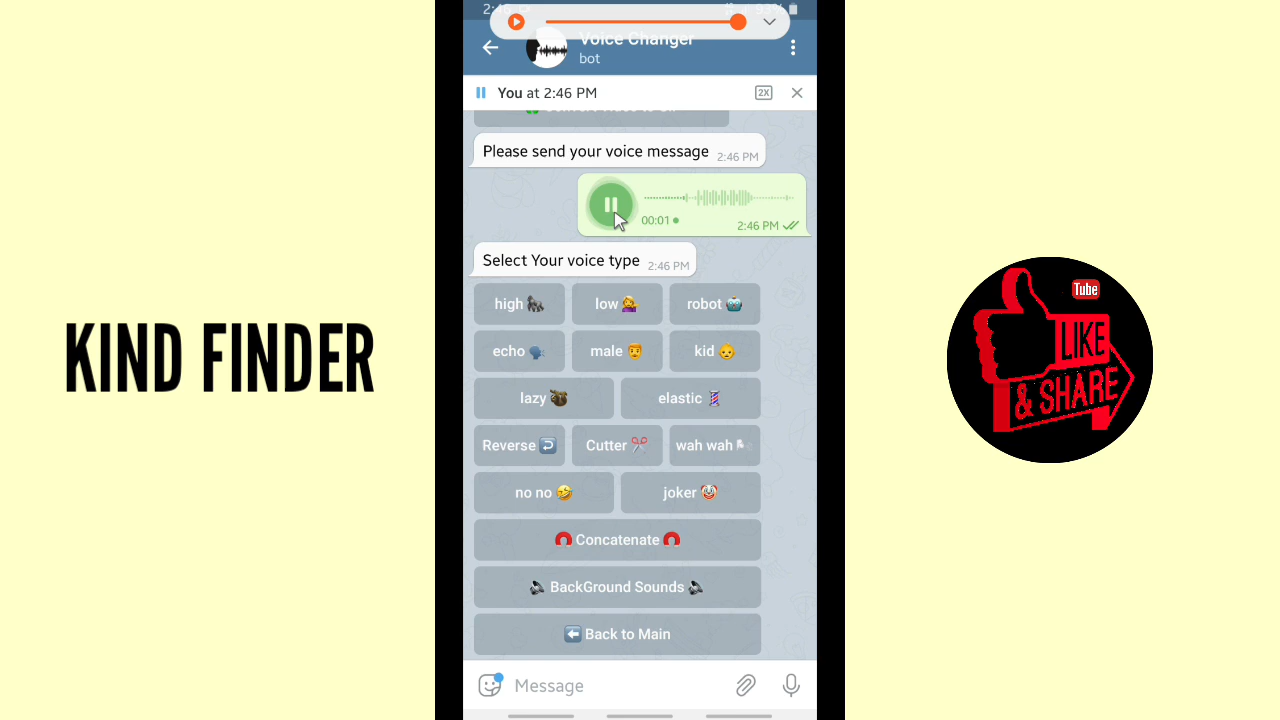 Voice Changer
bot
You at 2:46 PM
2X
Please send your voice message
2:46 PM
00:01
2:46 PM
Select Your voice type
2:46 PM
high 🦍 low 💁‍♀️ robot 🤖
echo 🗣 male 👨 kid 👶
lazy 🦥 elastic 💈
Reverse ↩️ Cutter ✂️ wah wah
no no 🤣 joker 🤡
🧲 Concatenate 🧲
🔊 BackGround Sounds 🔊
⬅️ Back to Main
Message
KIND FINDER
Tube
LIKE
& SHARE